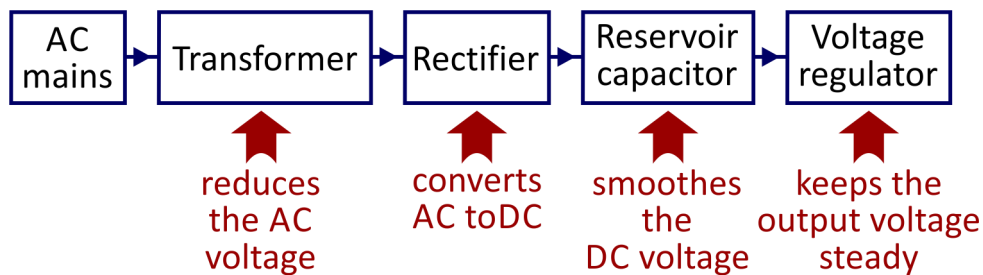 AC
mains
Transformer
Rectifier
Reservoir
capacitor
Voltage
regulator
reduces
the AC
voltage
converts
AC toDC
smoothes
the
DC voltage
keeps the
output voltage
steady